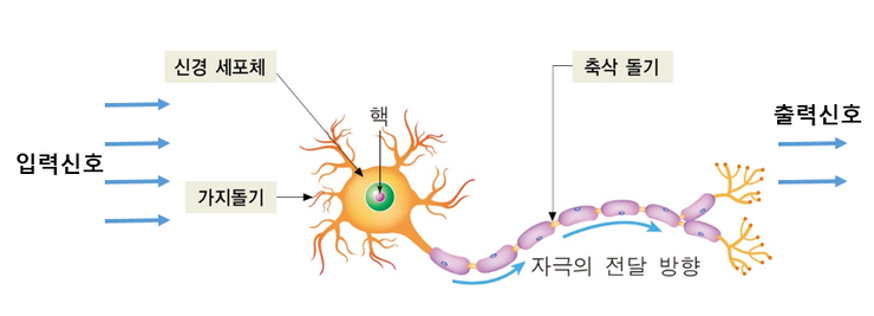 신경 세포체
축삭 돌기
핵
출력신호
입력신호
가지돌기
자극의 전달 방향